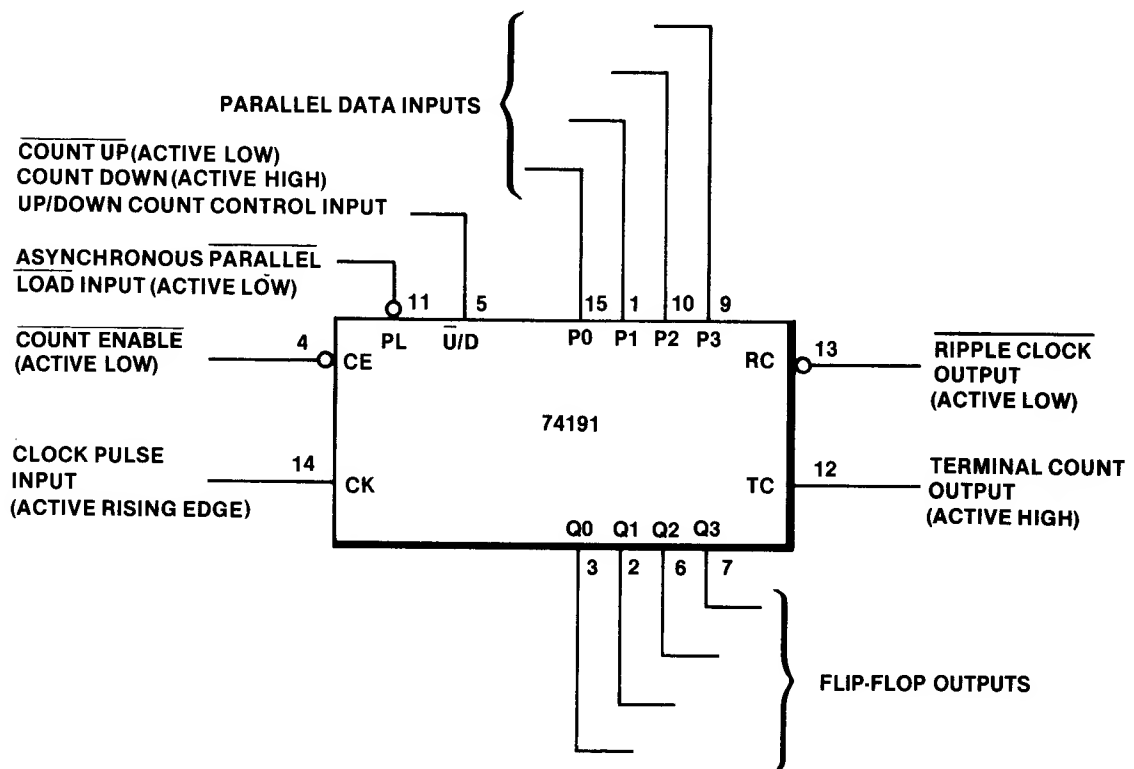 PARALLEL DATA INPUTS
COUNT UP (ACTIVE LOW)
COUNT DOWN (ACTIVE HIGH)
UP/DOWN COUNT CONTROL INPUT
ASYNCHRONOUS PARALLEL
LOAD INPUT (ACTIVE LOW)
11 5 15 1 10 9
PL U̅/D P0 P1 P2 P3
COUNT ENABLE
(ACTIVE LOW)
4
CE
RC
13
RIPPLE CLOCK
OUTPUT
(ACTIVE LOW)
74191
CLOCK PULSE
INPUT
(ACTIVE RISING EDGE)
14
CK
TC
12
TERMINAL COUNT
OUTPUT
(ACTIVE HIGH)
Q0 Q1 Q2 Q3
3 2 6 7
FLIP-FLOP OUTPUTS